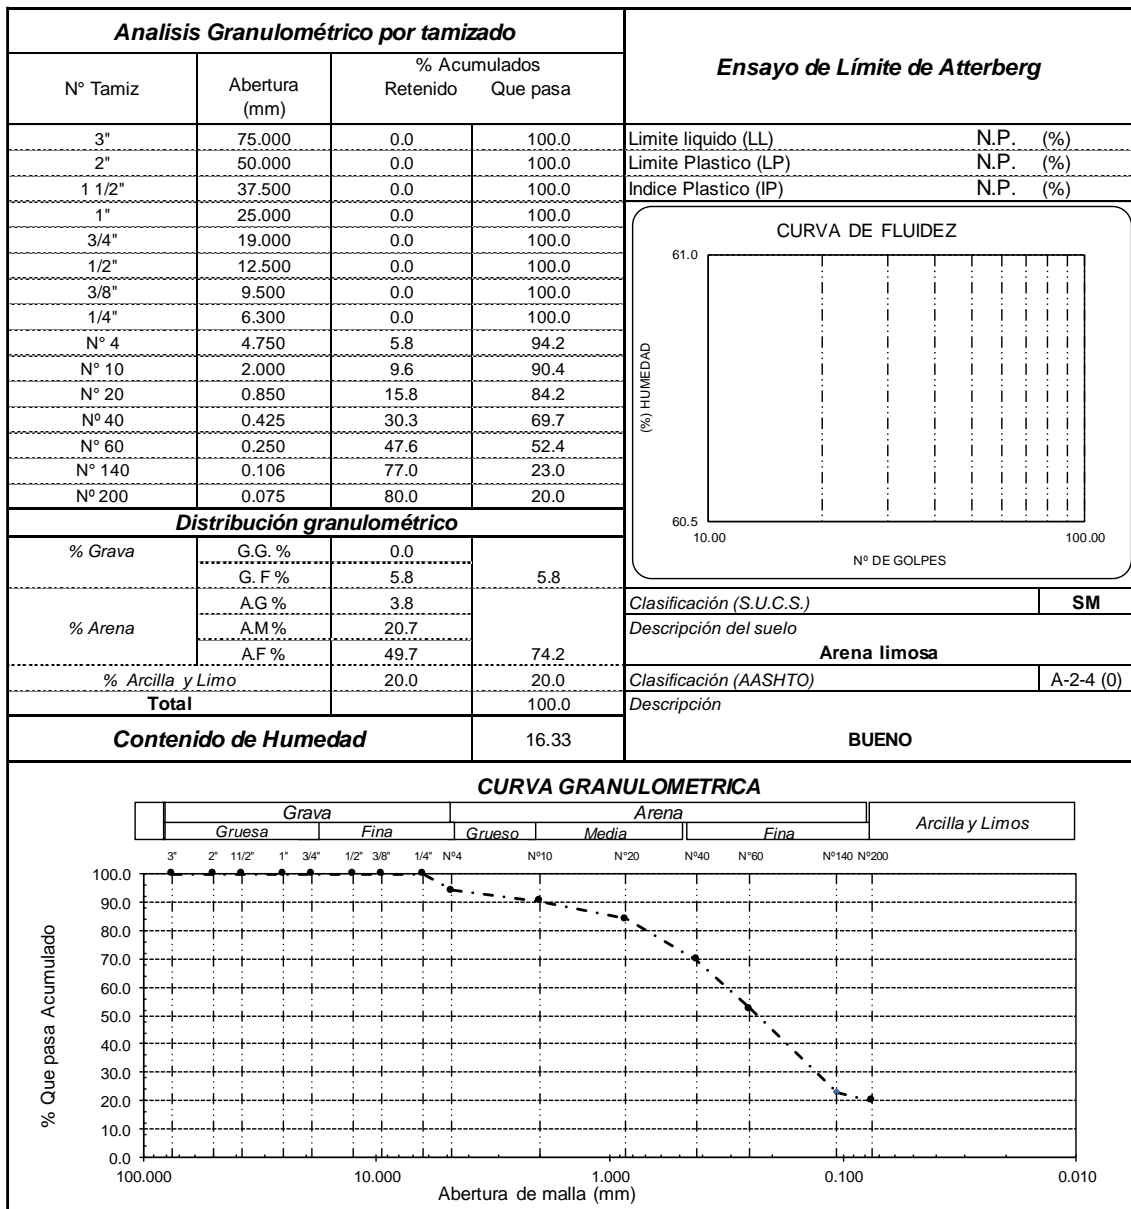 Analisis Granulométrico por tamizado
Ensayo de Límite de Atterberg
N° Tamiz Abertura (mm) % Acumulados
Retenido Que pasa
3" 75.000 0.0 100.0 Limite liquido (LL) N.P. (%)
2" 50.000 0.0 100.0 Limite Plastico (LP) N.P. (%)
1 1/2" 37.500 0.0 100.0 Indice Plastico (IP) N.P. (%)
1" 25.000 0.0 100.0
3/4" 19.000 0.0 100.0
1/2" 12.500 0.0 100.0
3/8" 9.500 0.0 100.0
1/4" 6.300 0.0 100.0
N° 4 4.750 5.8 94.2
N° 10 2.000 9.6 90.4
N° 20 0.850 15.8 84.2
Nº 40 0.425 30.3 69.7
N° 60 0.250 47.6 52.4
N° 140 0.106 77.0 23.0
Nº 200 0.075 80.0 20.0
CURVA DE FLUIDEZ
61.0
(%) HUMEDAD
60.5
10.00 100.00
Nº DE GOLPES
Distribución granulométrico
% Grava G.G. % 0.0
G. F % 5.8 5.8
A.G % 3.8
% Arena A.M % 20.7
A.F % 49.7 74.2
% Arcilla y Limo 20.0 20.0
Total 100.0
Contenido de Humedad 16.33
Clasificación (S.U.C.S.) SM
Descripción del suelo
Arena limosa
Clasificación (AASHTO) A-2-4 (0)
Descripción
BUENO
CURVA GRANULOMETRICA
Grava Arena Arcilla y Limos
Gruesa Fina Grueso Media Fina
3" 2" 11/2" 1" 3/4" 1/2" 3/8" 1/4" Nº4 Nº10 N°20 Nº40 N°60 Nº140 Nº200
% Que pasa Acumulado
100.0
90.0
80.0
70.0
60.0
50.0
40.0
30.0
20.0
10.0
0.0
100.000 10.000 1.000 0.100 0.010
Abertura de malla (mm)